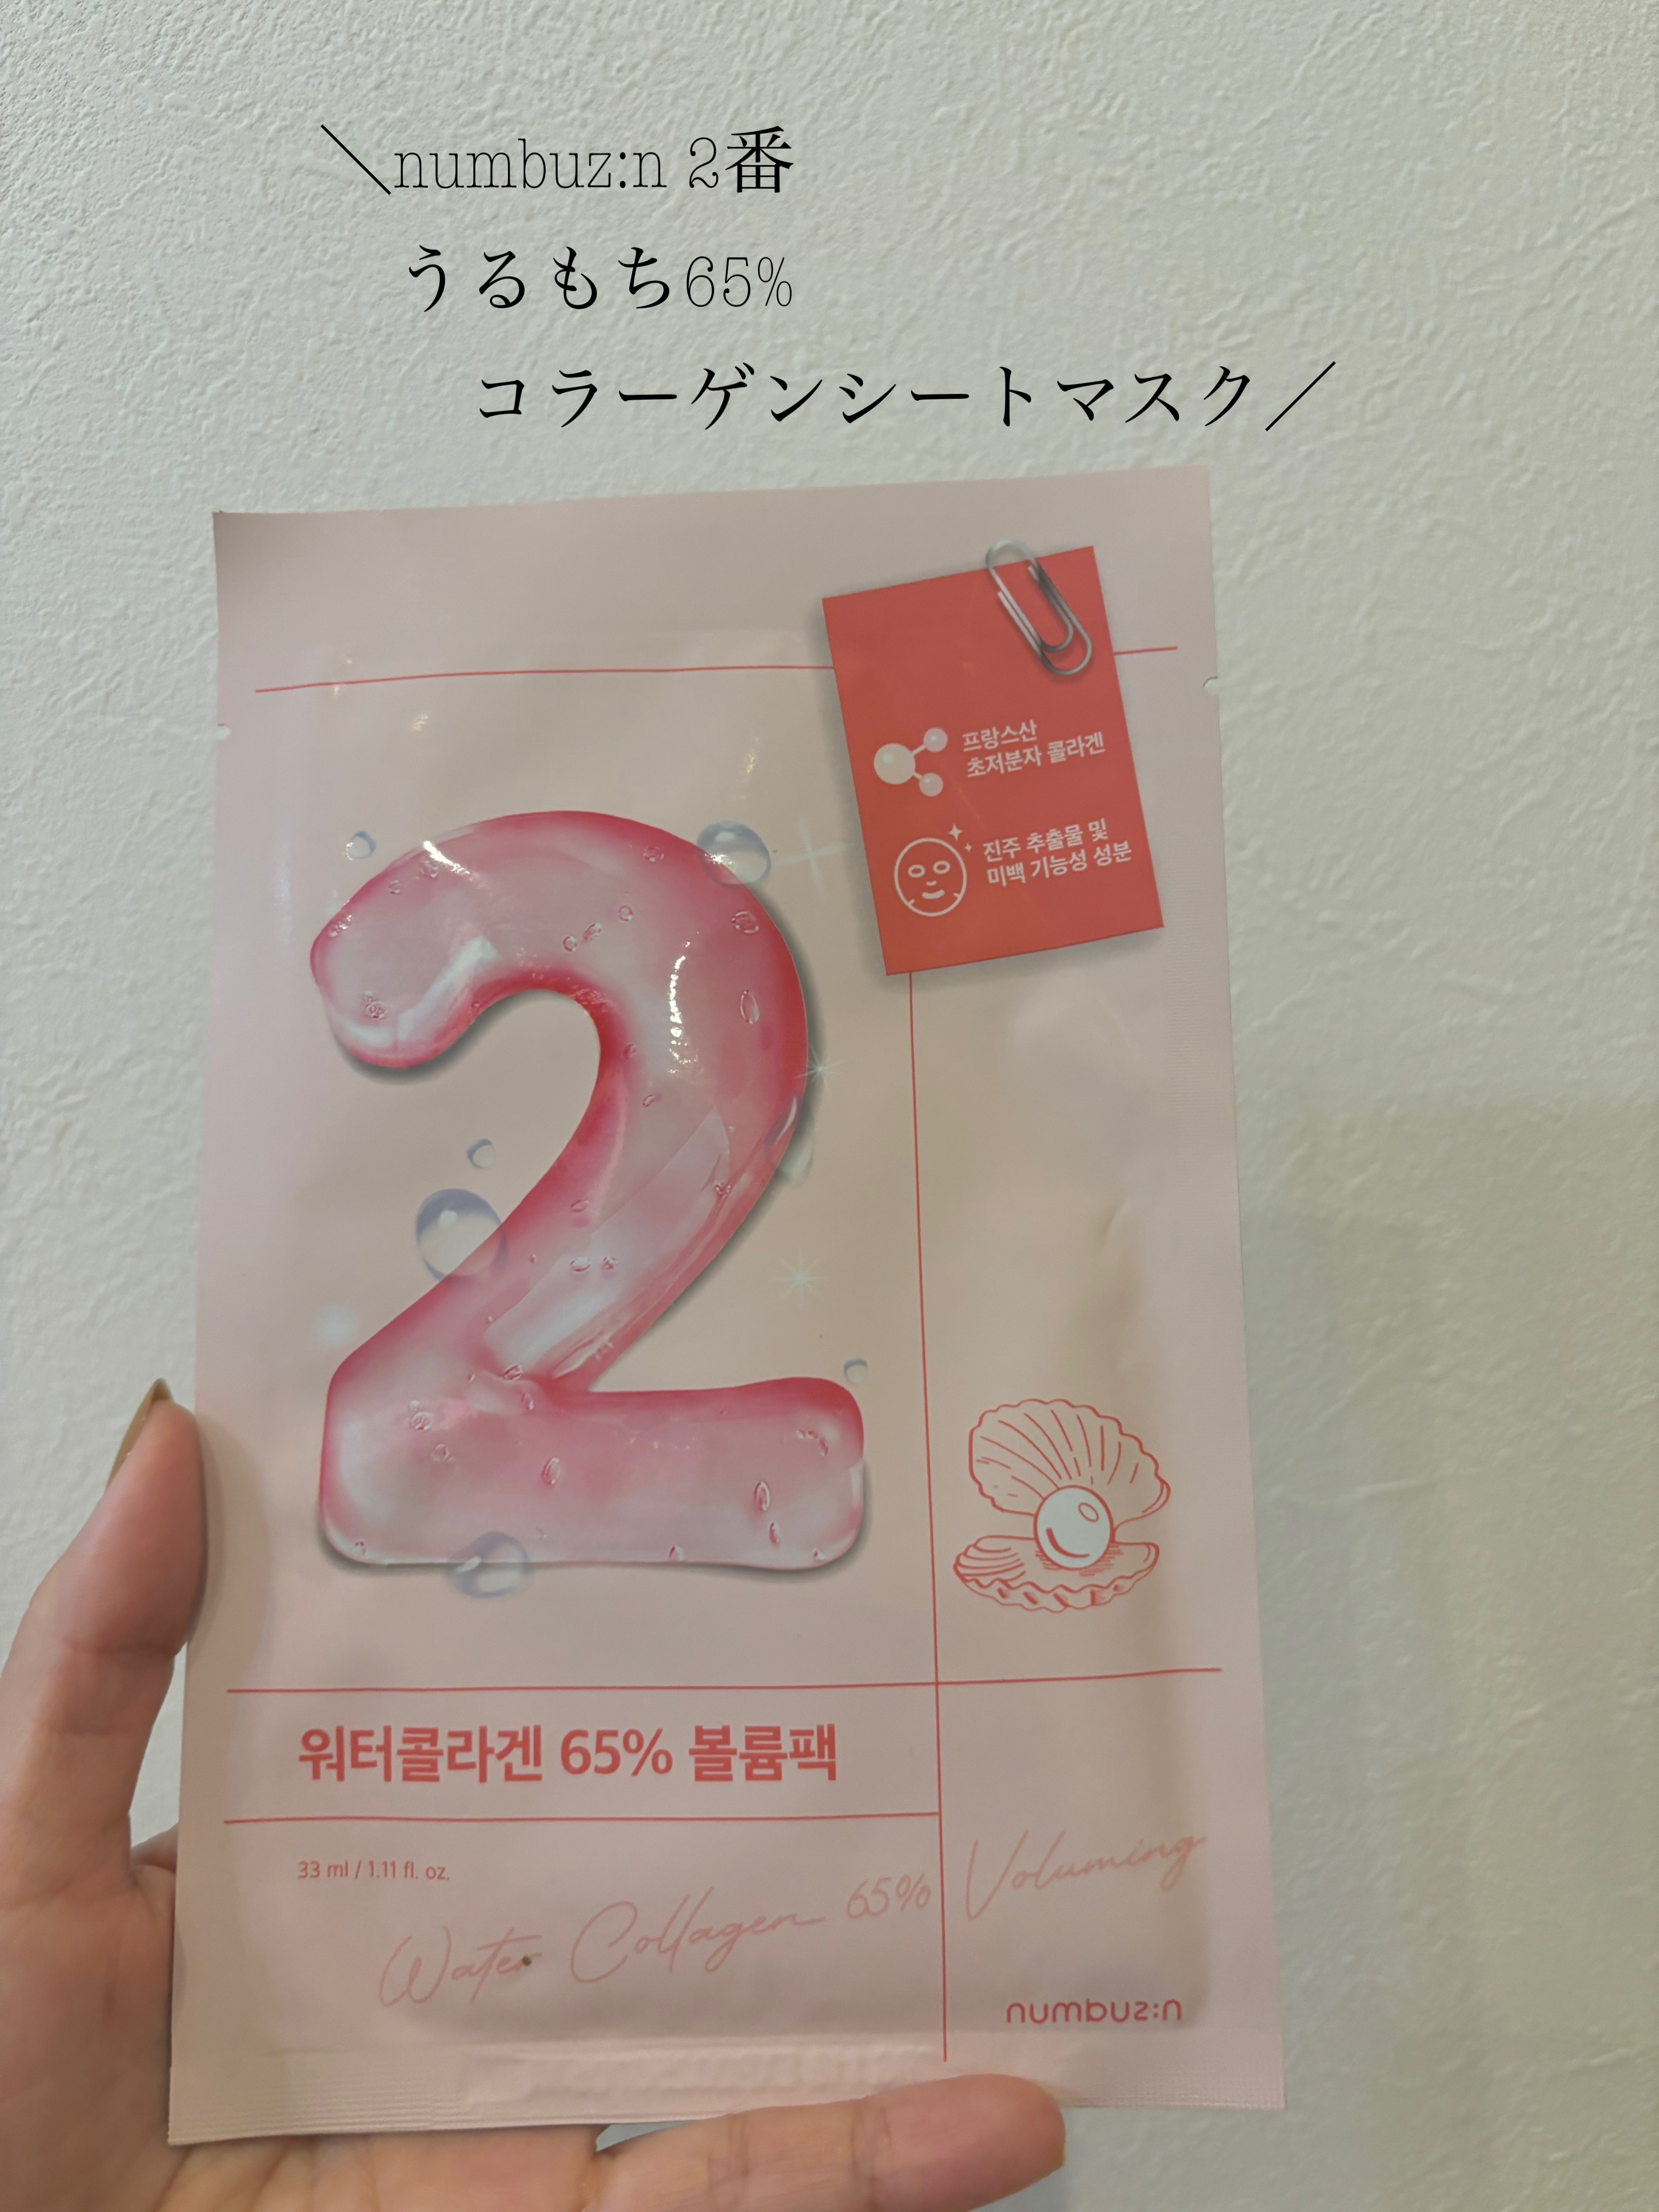 ＼numbuz:n 2番
うるもち65%
コラーゲンシートマスク／
프랑스산
초저분자 콜라겐
진주 추출물 및
미백 기능성 성분
2
워터콜라겐 65% 볼륨팩
33 ml / 1.11 fl. oz.
Water Collagen 65% Voluming
numbuz:n